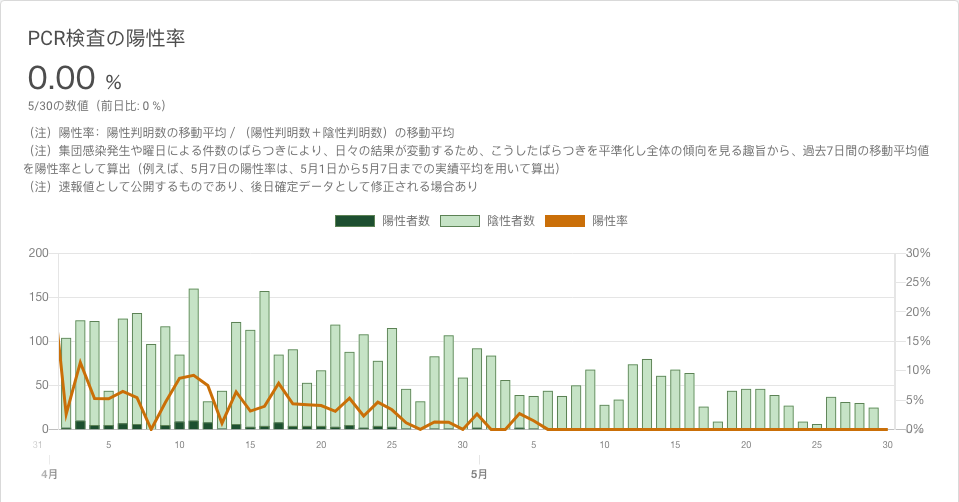 PCR検査の陽性率
0.00 %
5/30の数値（前日比: 0 %）
（注）陽性率：陽性判明数の移動平均 / （陽性判明数＋陰性判明数）の移動平均
（注）集団感染発生や曜日による件数のばらつきにより、日々の結果が変動するため、こうしたばらつきを平準化し全体の傾向を見る趣旨から、過去7日間の移動平均値
を陽性率として算出（例えば、5月7日の陽性率は、5月1日から5月7日までの実績平均を用いて算出）
（注）速報値として公開するものであり、後日確定データとして修正される場合あり
陽性者数 陰性者数 陽性率
200 30%
25%
150 20%
100 15%
10%
50 5%
0 0%
31 5 10 15 20 25 30 5 10 15 20 25 30
4月 5月